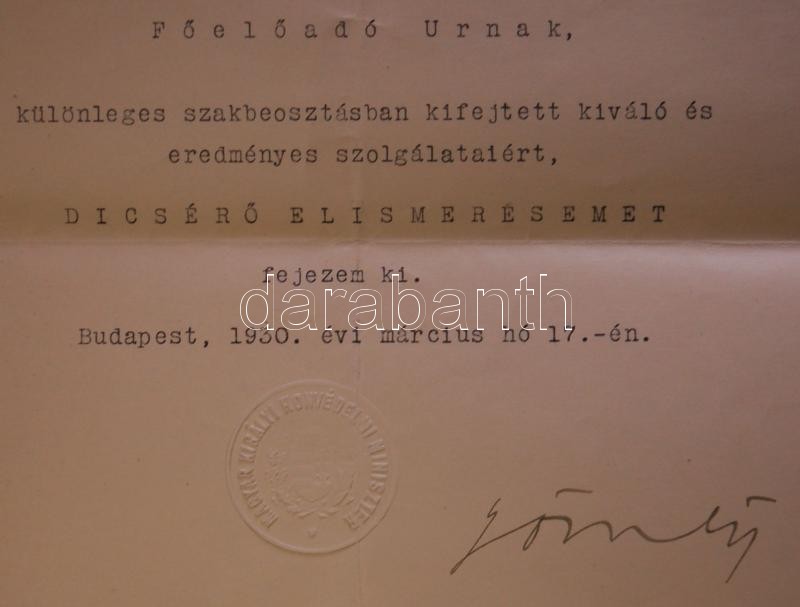 Főelőadó Urnak,
különleges szakbeosztásban kifejtett kiváló és
eredményes szolgálataiért,
DICSÉRŐ ELISMERÉSEMET
fejezem ki.
darabanth
Budapest, 1930. évi március hó 17.-én.
MAGYAR KIRÁLYI HONVÉDELMI MINISZTER